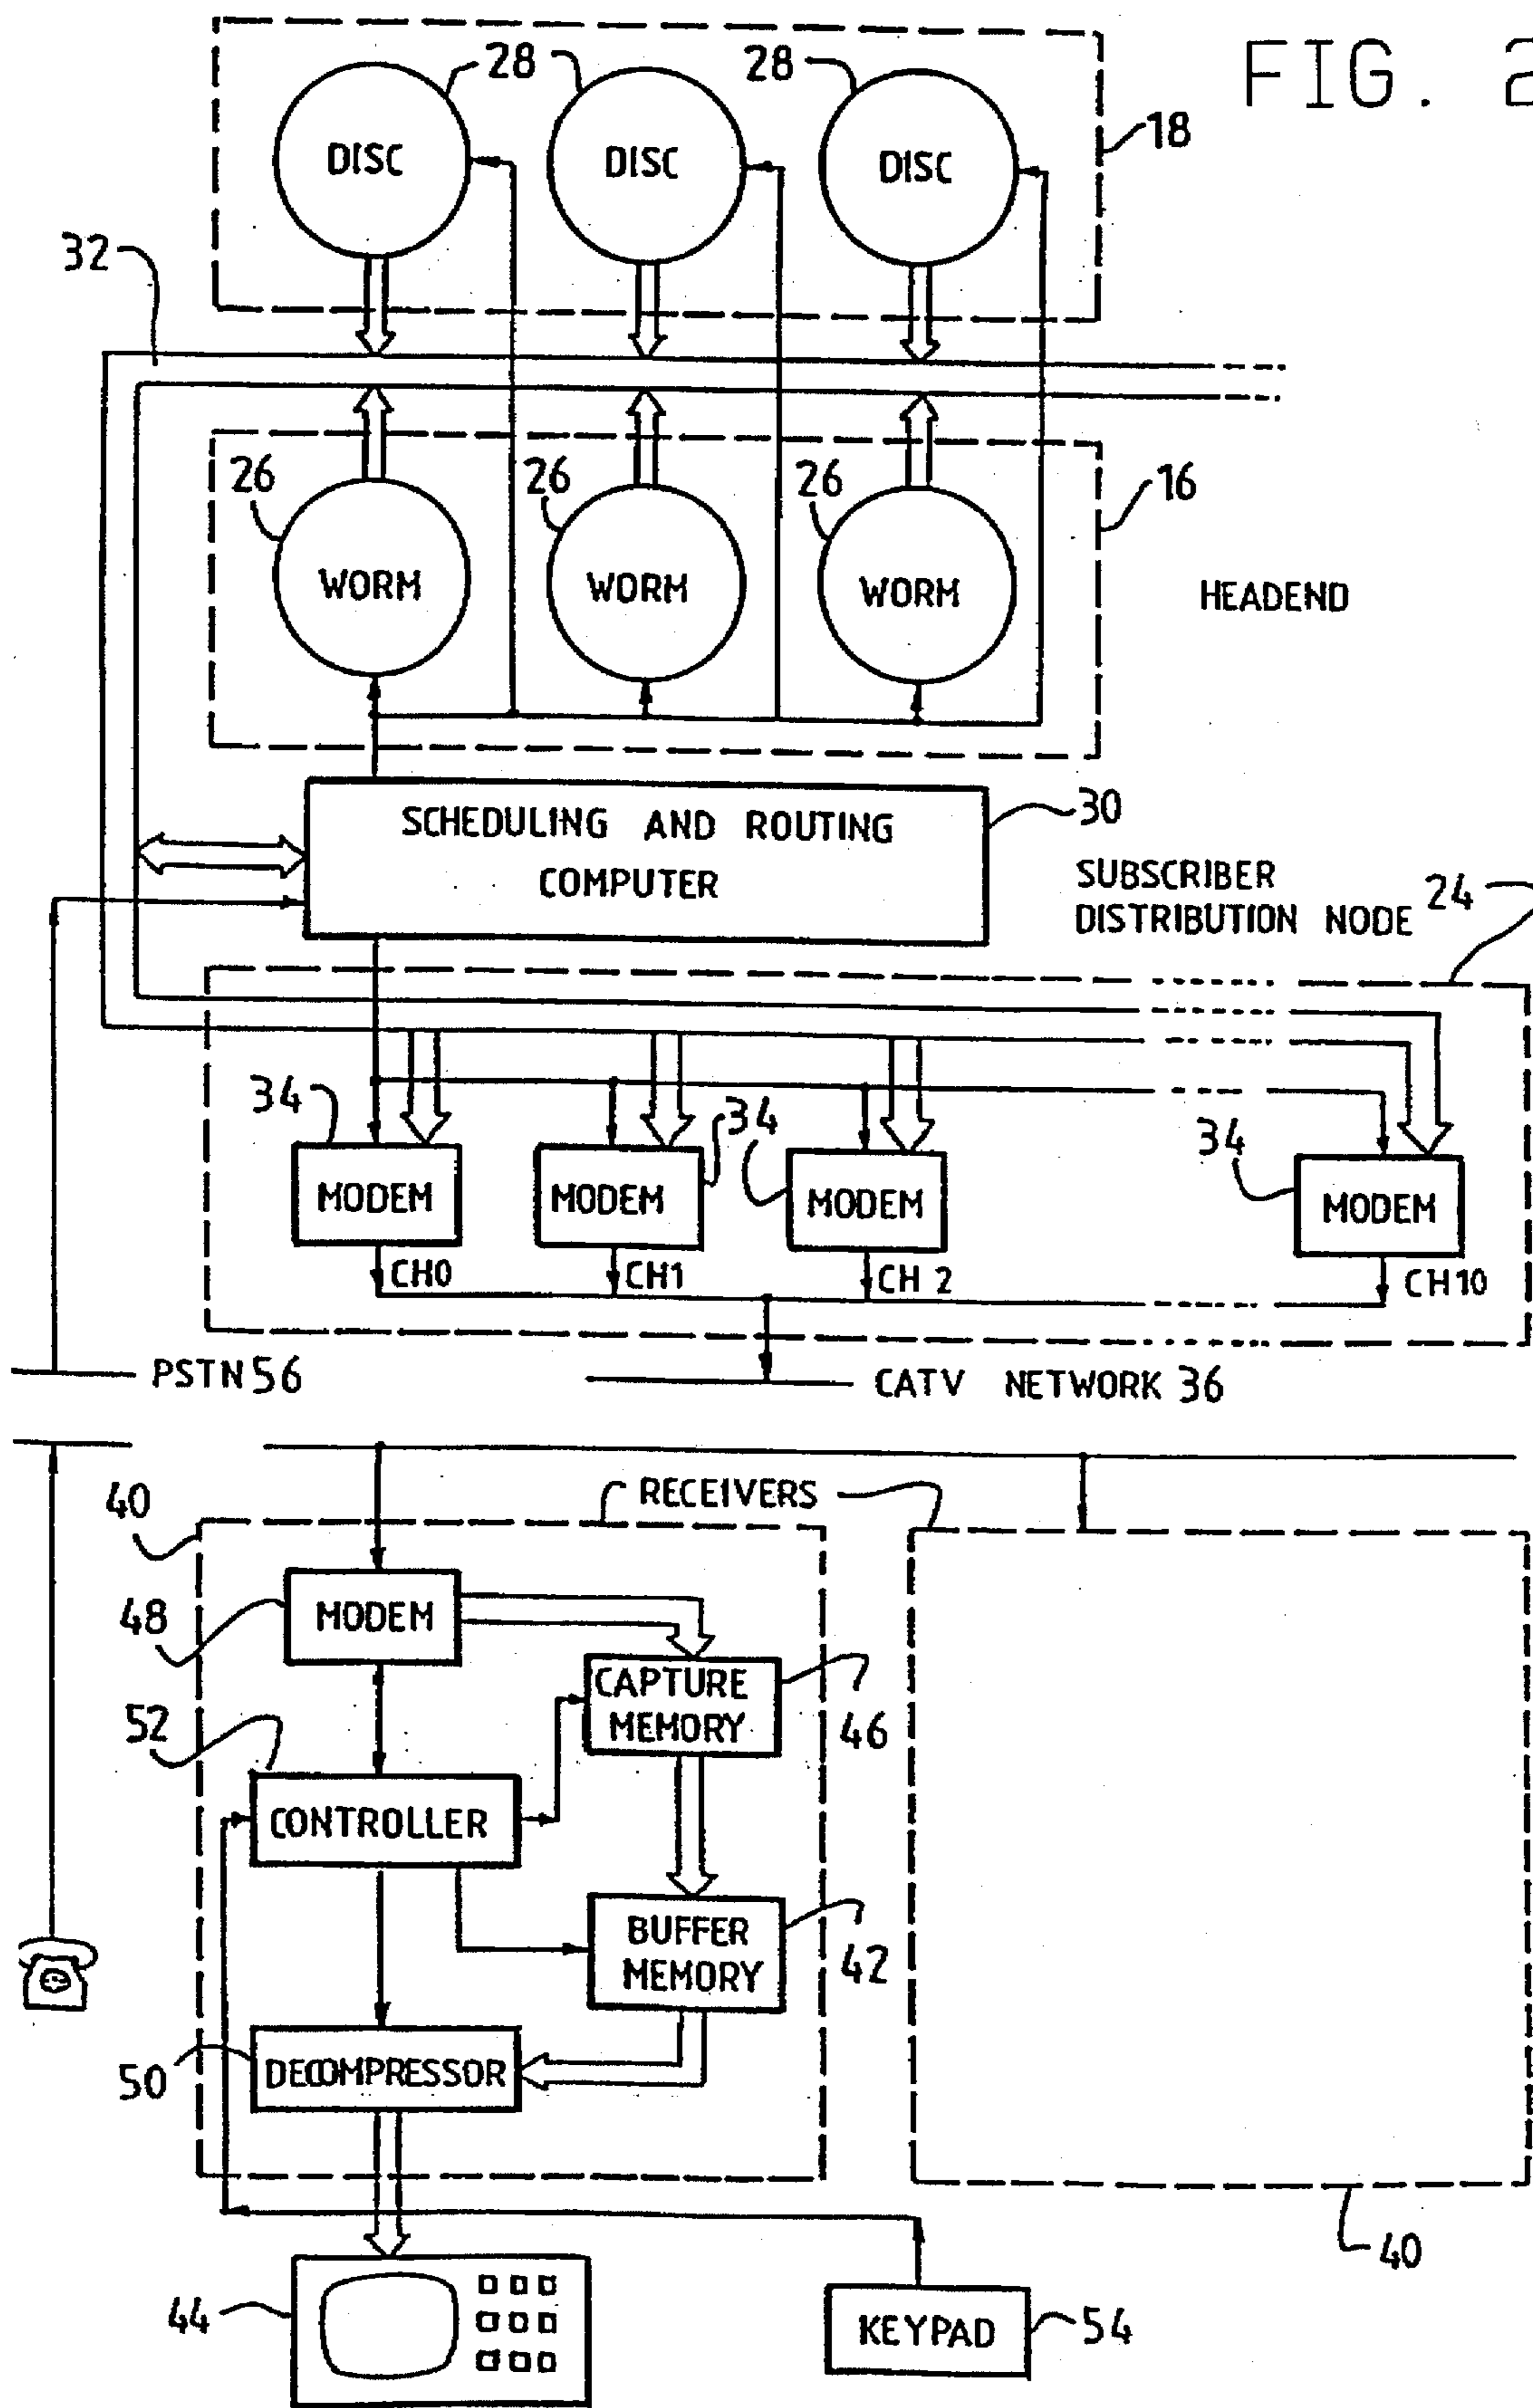 FIG. 2
28
28
18
DISC
DISC
DISC
32
26
26
26
16
WORM
WORM
WORM
HEADEND
SCHEDULING AND ROUTING
COMPUTER
30
SUBSCRIBER
DISTRIBUTION NODE
24
34
34
34
34
MODEM
MODEM
MODEM
MODEM
CH0
CH1
CH 2
CH 10
PSTN 56
CATV NETWORK 36
40
RECEIVERS
48
MODEM
CAPTURE
MEMORY
46
52
CONTROLLER
BUFFER
MEMORY
42
50
DECOMPRESSOR
40
44
KEYPAD
54